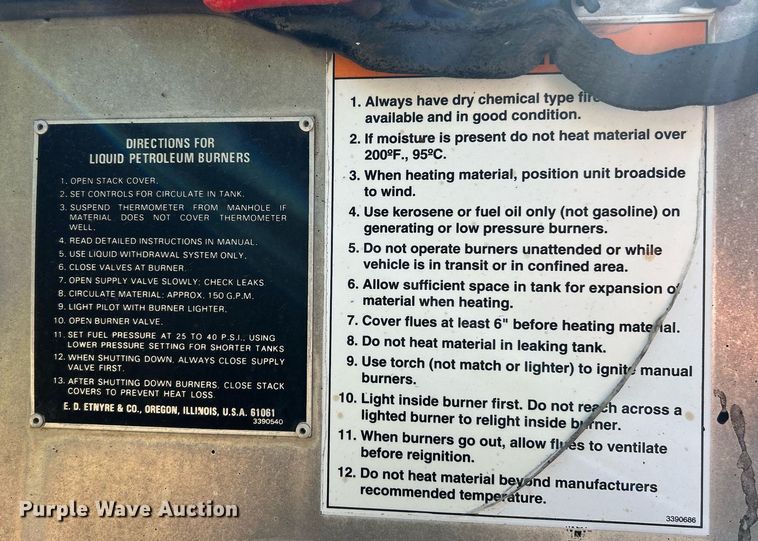 DIRECTIONS FOR
LIQUID PETROLEUM BURNERS
1. OPEN STACK COVER.
2. SET CONTROLS FOR CIRCULATE IN TANK.
3. SUSPEND THERMOMETER FROM MANHOLE IF
MATERIAL DOES NOT COVER THERMOMETER
WELL.
4. READ DETAILED INSTRUCTIONS IN MANUAL.
5. USE LIQUID WITHDRAWAL SYSTEM ONLY.
6. CLOSE VALVES AT BURNER.
7. OPEN SUPPLY VALVE SLOWLY; CHECK LEAKS
8. CIRCULATE MATERIAL; APPROX. 150 G.P.M.
9. LIGHT PILOT WITH BURNER LIGHTER.
10. OPEN BURNER VALVE.
11. SET FUEL PRESSURE AT 25 TO 40 P.S.I., USING
LOWER PRESSURE SETTING FOR SHORTER TANKS
12. WHEN SHUTTING DOWN, ALWAYS CLOSE SUPPLY
VALVE FIRST.
13. AFTER SHUTTING DOWN BURNERS, CLOSE STACK
COVERS TO PREVENT HEAT LOSS
E. D. ETNYRE & CO., OREGON, ILLINOIS, U.S.A. 61061
3390540
1. Always have dry chemical type
available and in good condition.
2. If moisture is present do not heat material over
200ºF., 95ºC.
3. When heating material, position unit broadside
to wind.
4. Use kerosene or fuel oil only (not gasoline) on
generating or low pressure burners.
5. Do not operate burners unattended or while
vehicle is in transit or in confined area.
6. Allow sufficient space in tank for expansion of
material when heating.
7. Cover flues at least 6" before heating material.
8. Do not heat material in leaking tank.
9. Use torch (not match or lighter) to ignite manual
burners.
10. Light inside burner first. Do not reach across a
lighted burner to relight inside burner.
11. When burners go out, allow flues to ventilate
before reignition.
12. Do not heat material beyond manufacturers
recommended temperature.
3390686
Purple Wave Auction